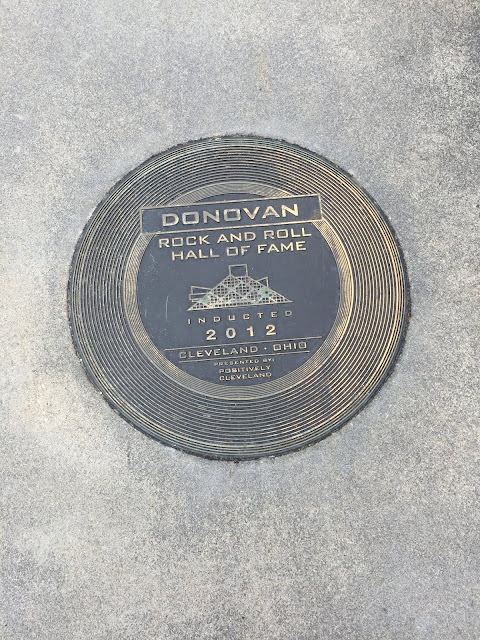 DONOVAN
ROCK AND ROLL
HALL OF FAME
INDUCTED
2012
CLEVELAND • OHIO
PRESENTED BY:
POSITIVELY
CLEVELAND